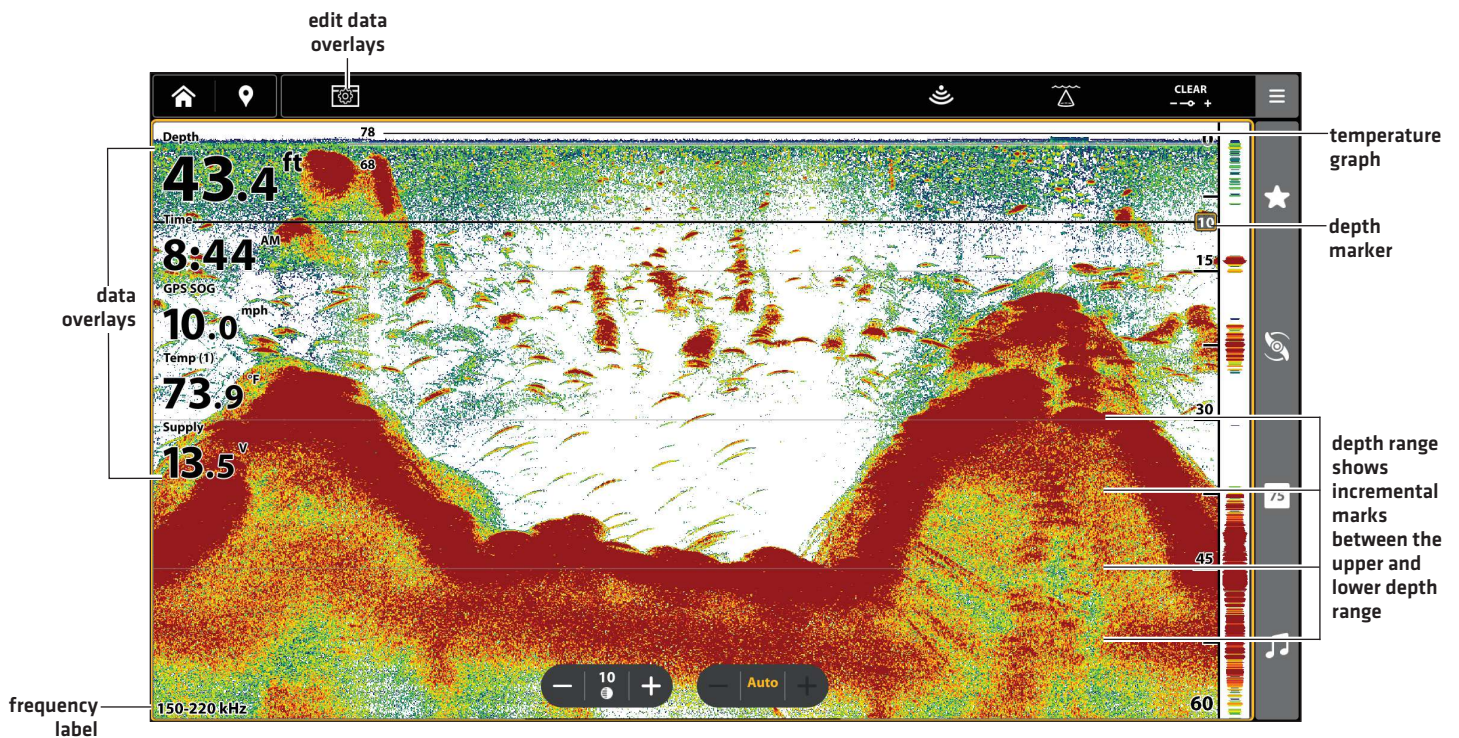 edit data
overlays
CLEAR
Depth
43.4 ft
78
68
0
temperature
graph
Time
8:44 AM
10
depth
marker
15
GPS SOG
10.0 mph
data
overlays
Temp (1)
73.9 °F
30
Supply
13.5 V
depth range
shows
incremental
marks
between the
upper and
lower depth
range
75
45
10
Auto
60
150-220 kHz
frequency
label